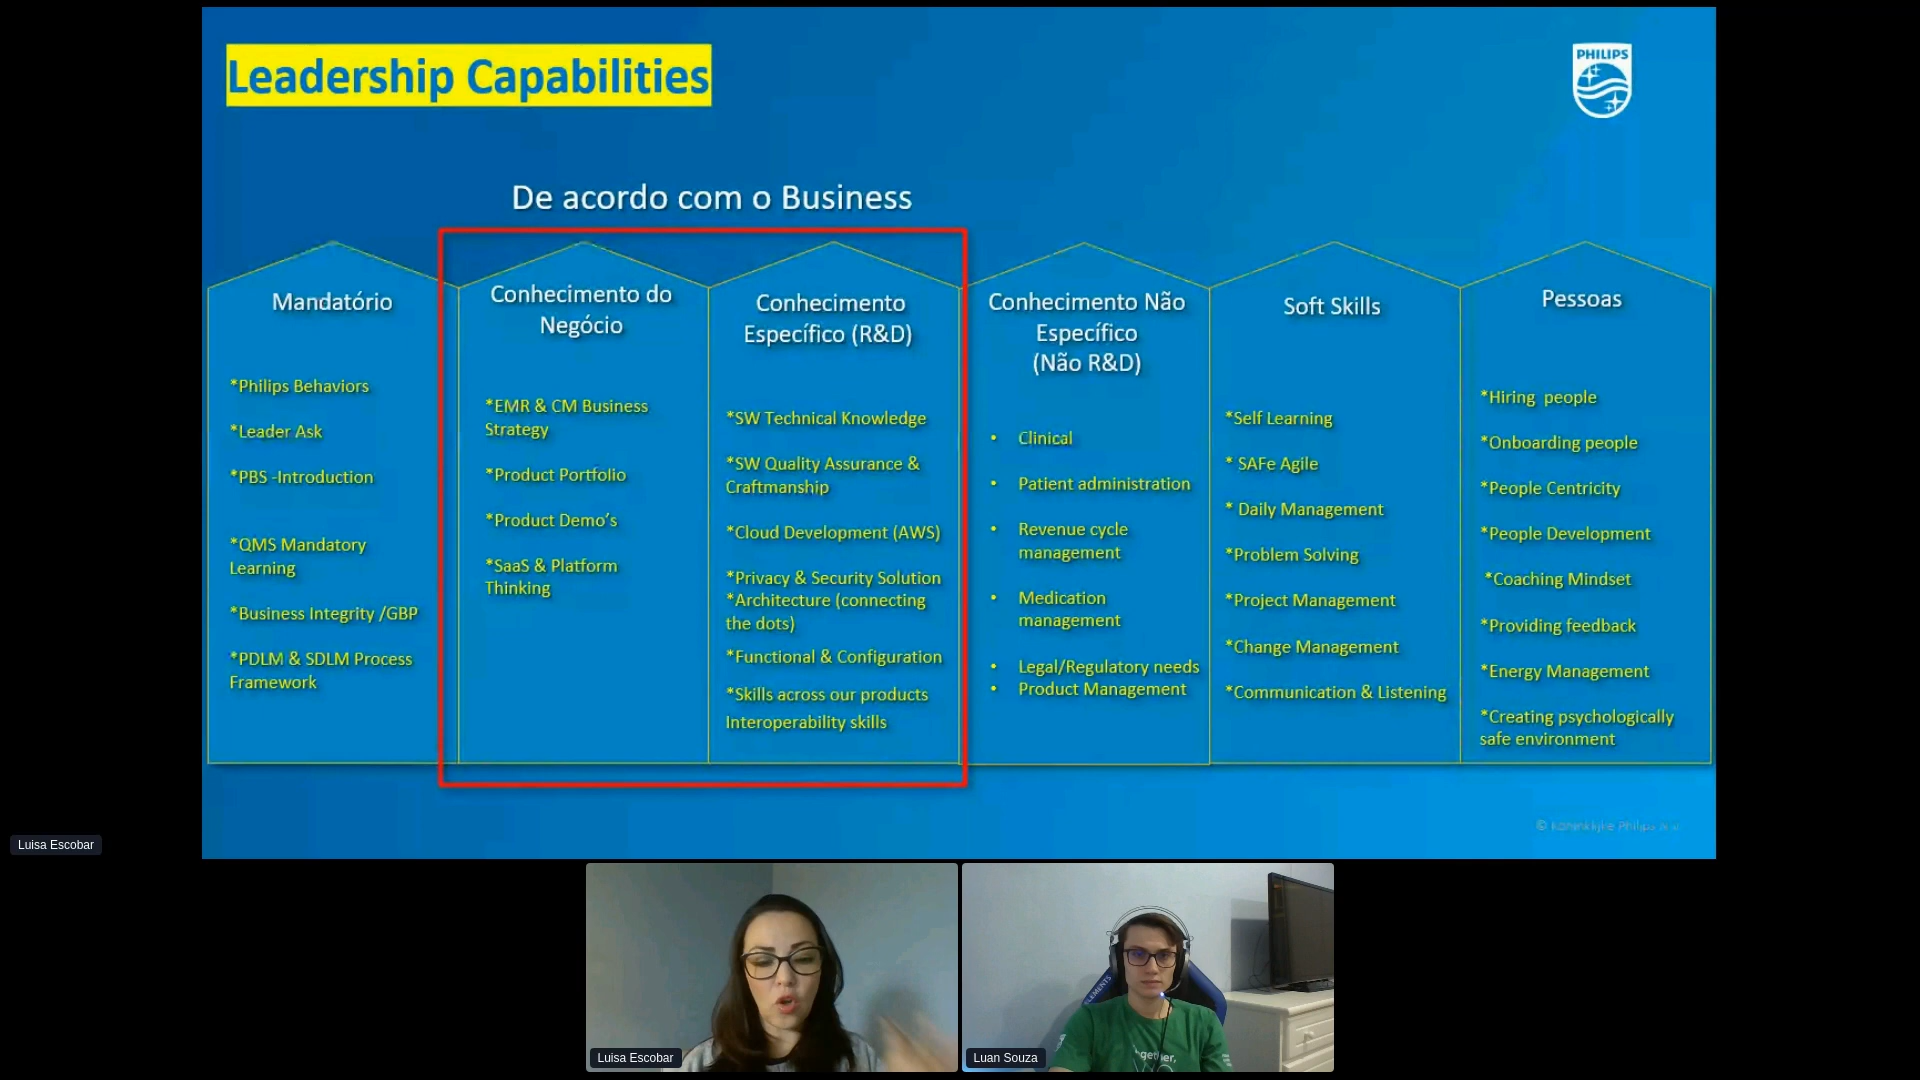 Leadership Capabilities
PHILIPS
De acordo com o Business
Mandatório
*Philips Behaviors
*Leader Ask
*PBS -Introduction
*QMS Mandatory
Learning
*Business Integrity /GBP
*PDLM & SDLM Process
Framework
Conhecimento do
Negócio
*EMR & CM Business
Strategy
*Product Portfolio
*Product Demo's
*SaaS & Platform
Thinking
Conhecimento
Específico (R&D)
*SW Technical Knowledge
*SW Quality Assurance &
Craftmanship
*Cloud Development (AWS)
*Privacy & Security Solution
*Architecture (connecting
the dots)
*Functional & Configuration
*Skills across our products
Interoperability skills
Conhecimento Não
Específico
(Não R&D)
• Clinical
• Patient administration
• Revenue cycle
management
• Medication
management
• Legal/Regulatory needs
• Product Management
Soft Skills
*Self Learning
* SAFe Agile
* Daily Management
*Problem Solving
*Project Management
*Change Management
*Communication & Listening
Pessoas
*Hiring people
*Onboarding people
*People Centricity
*People Development
*Coaching Mindset
*Providing feedback
*Energy Management
*Creating psychologically
safe environment
© Koninklijke Philips N.V.
Luisa Escobar
Luisa Escobar
Luan Souza